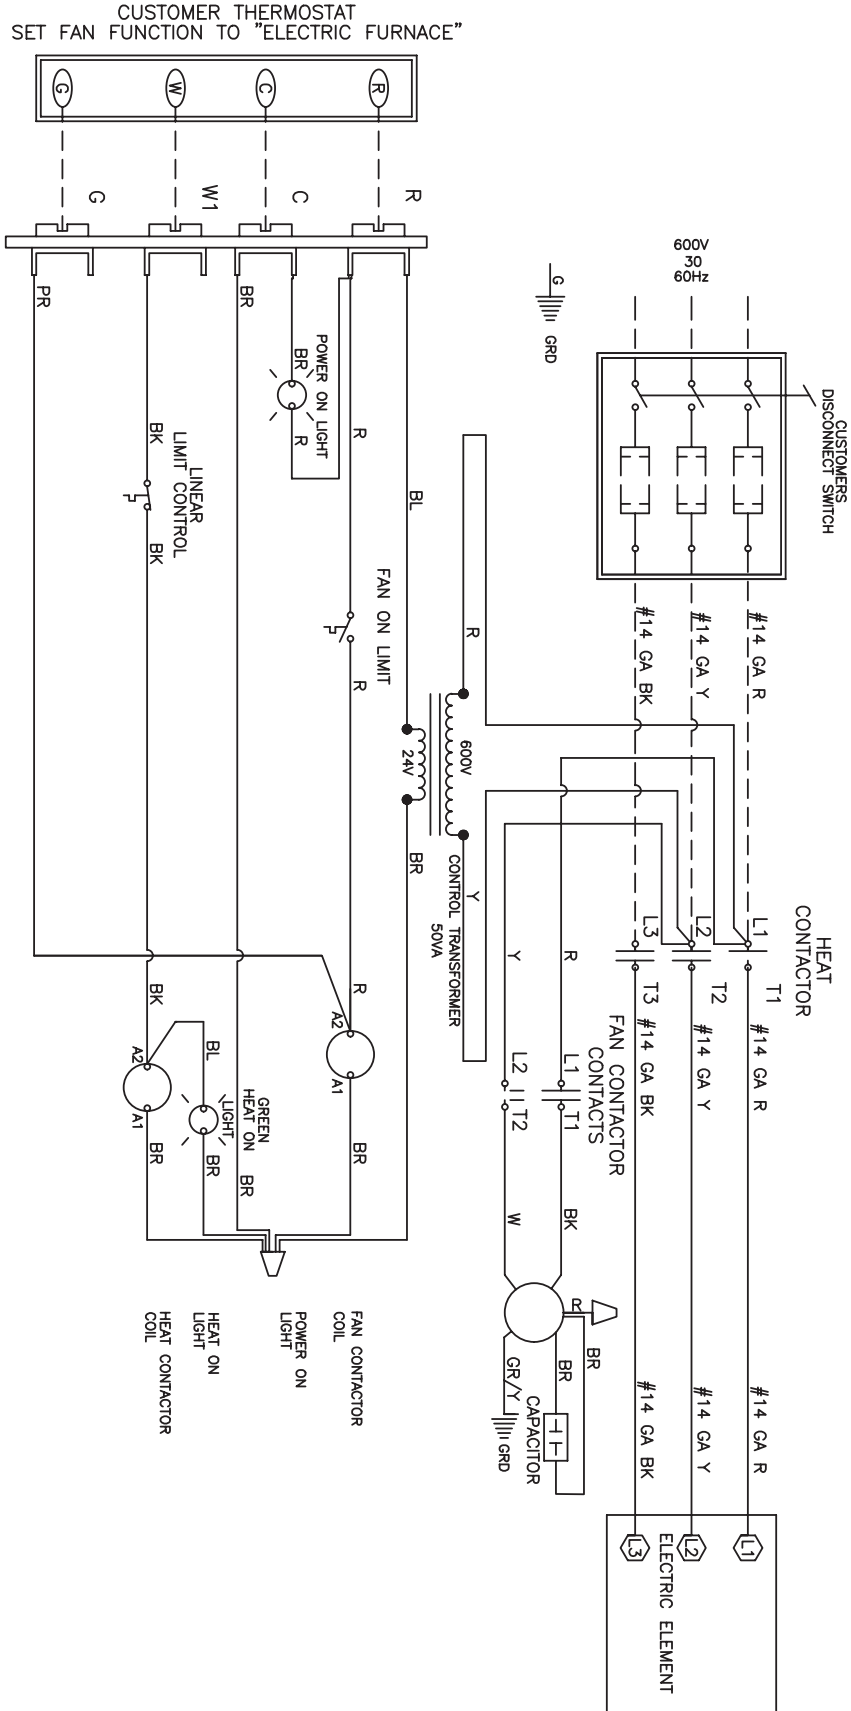 CUSTOMER THERMOSTAT
SET FAN FUNCTION TO "ELECTRIC FURNACE"
G
W
C
R
G
W1
C
R
600V
30
60Hz
G
GRD
CUSTOMERS
DISCONNECT SWITCH
PR
BR
POWER ON LIGHT
BR
R
R
BL
BK
LINEAR
LIMIT CONTROL
BK
FAN ON LIMIT
R
R
#14 GA BK
#14 GA Y
#14 GA R
600V
24V
BR
CONTROL TRANSFORMER
50VA
Y
HEAT
CONTACTOR
L3
L2
L1
T3
T2
T1
R
Y
#14 GA BK
#14 GA Y
#14 GA R
FAN CONTACTOR
CONTACTS
L2
L1
T2
T1
BK
R
A2
A1
BL
A2
A1
GREEN
HEAT ON
LIGHT
BR
BR
BR
BR
W
BK
R
BR
BR
GR/Y
GRD
CAPACITOR
HEAT CONTACTOR
COIL
HEAT ON
LIGHT
POWER ON
LIGHT
FAN CONTACTOR
COIL
#14 GA BK
#14 GA Y
#14 GA R
L3
L2
L1
ELECTRIC ELEMENT